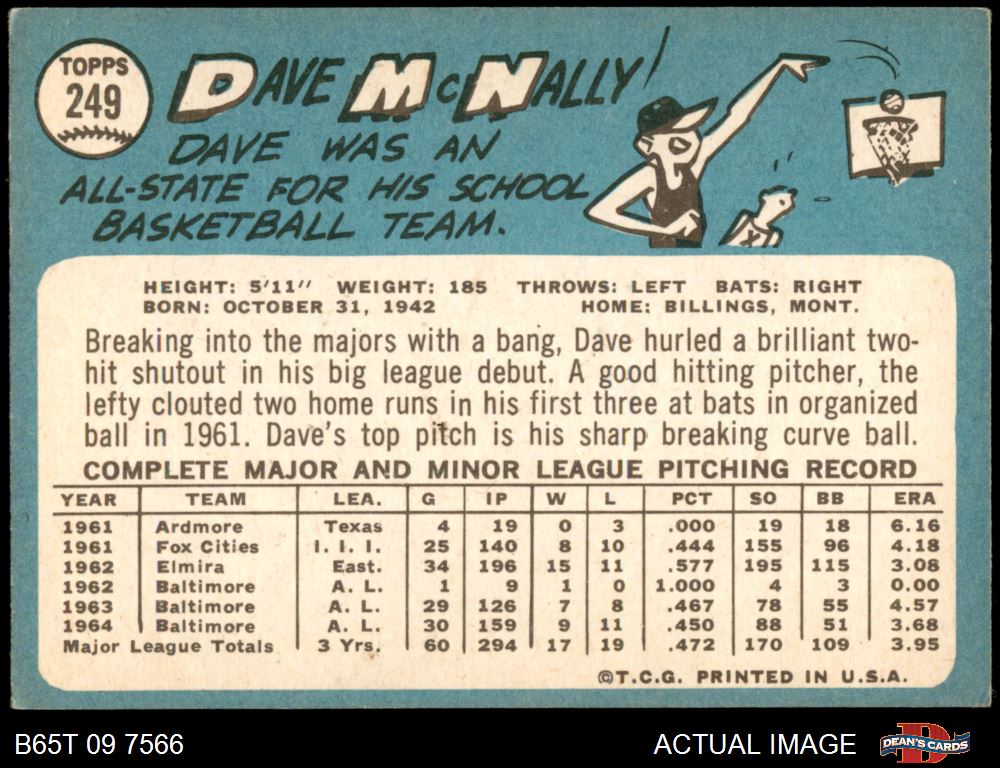 TOPPS
249
DAVE McNALLY
DAVE WAS AN
ALL-STATE FOR HIS SCHOOL
BASKETBALL TEAM.
HEIGHT: 5'11" WEIGHT: 185 THROWS: LEFT BATS: RIGHT
BORN: OCTOBER 31, 1942 HOME: BILLINGS, MONT.
Breaking into the majors with a bang, Dave hurled a brilliant two-
hit shutout in his big league debut. A good hitting pitcher, the
lefty clouted two home runs in his first three at bats in organized
ball in 1961. Dave's top pitch is his sharp breaking curve ball.
COMPLETE MAJOR AND MINOR LEAGUE PITCHING RECORD
YEAR TEAM LEA. G IP W L PCT SO BB ERA
1961 Ardmore Texas 4 19 0 3 .000 19 18 6.16
1961 Fox Cities I. I. I. 25 140 8 10 .444 155 96 4.18
1962 Elmira East. 34 196 15 11 .577 195 115 3.08
1962 Baltimore A. L. 1 9 1 0 1.000 4 3 0.00
1963 Baltimore A. L. 29 126 7 8 .467 78 55 4.57
1964 Baltimore A. L. 30 159 9 11 .450 88 51 3.68
Major League Totals 3 Yrs. 60 294 17 19 .472 170 109 3.95
©T.C.G. PRINTED IN U.S.A.
B65T 09 7566 ACTUAL IMAGE DEAN'S CARDS